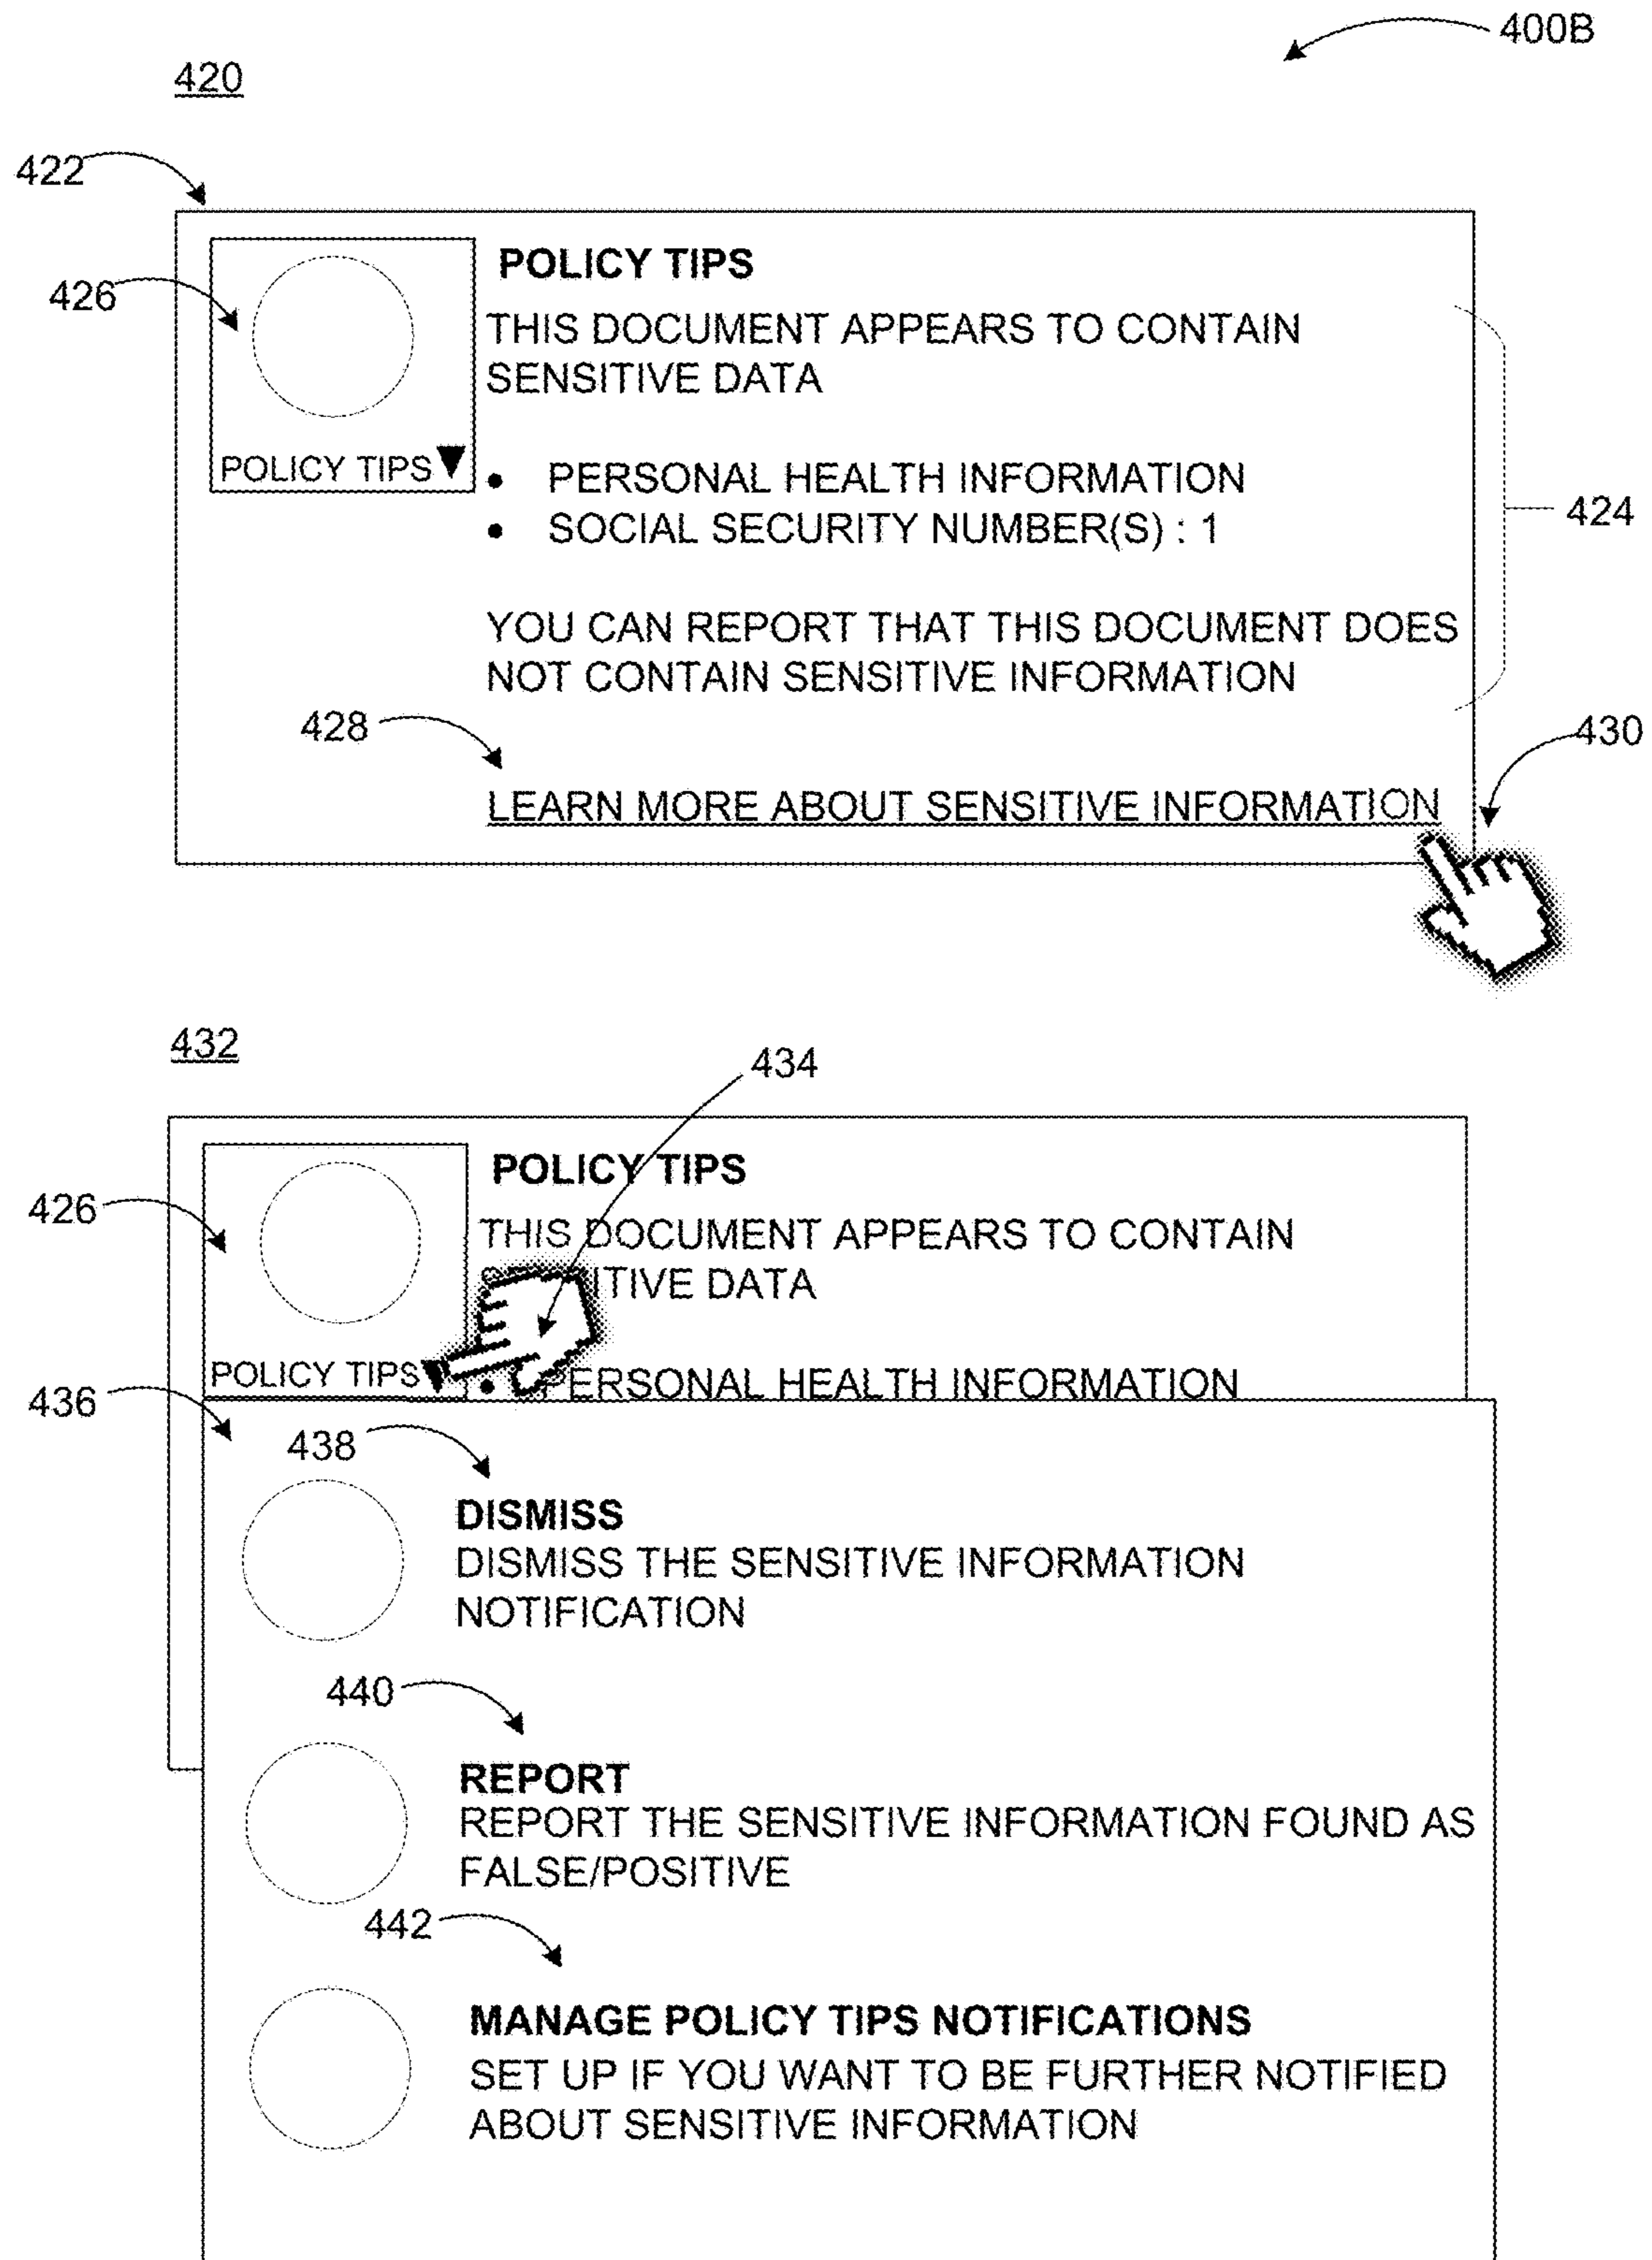 400B
420
422
426
POLICY TIPS
THIS DOCUMENT APPEARS TO CONTAIN
SENSITIVE DATA
POLICY TIPS
• PERSONAL HEALTH INFORMATION
• SOCIAL SECURITY NUMBER(S) : 1
424
YOU CAN REPORT THAT THIS DOCUMENT DOES
NOT CONTAIN SENSITIVE INFORMATION
428
430
LEARN MORE ABOUT SENSITIVE INFORMATION
432
434
426
POLICY TIPS
THIS DOCUMENT APPEARS TO CONTAIN
ITIVE DATA
POLICY TIPS
• PERSONAL HEALTH INFORMATION
436
438
DISMISS
DISMISS THE SENSITIVE INFORMATION
NOTIFICATION
440
REPORT
REPORT THE SENSITIVE INFORMATION FOUND AS
FALSE/POSITIVE
442
MANAGE POLICY TIPS NOTIFICATIONS
SET UP IF YOU WANT TO BE FURTHER NOTIFIED
ABOUT SENSITIVE INFORMATION